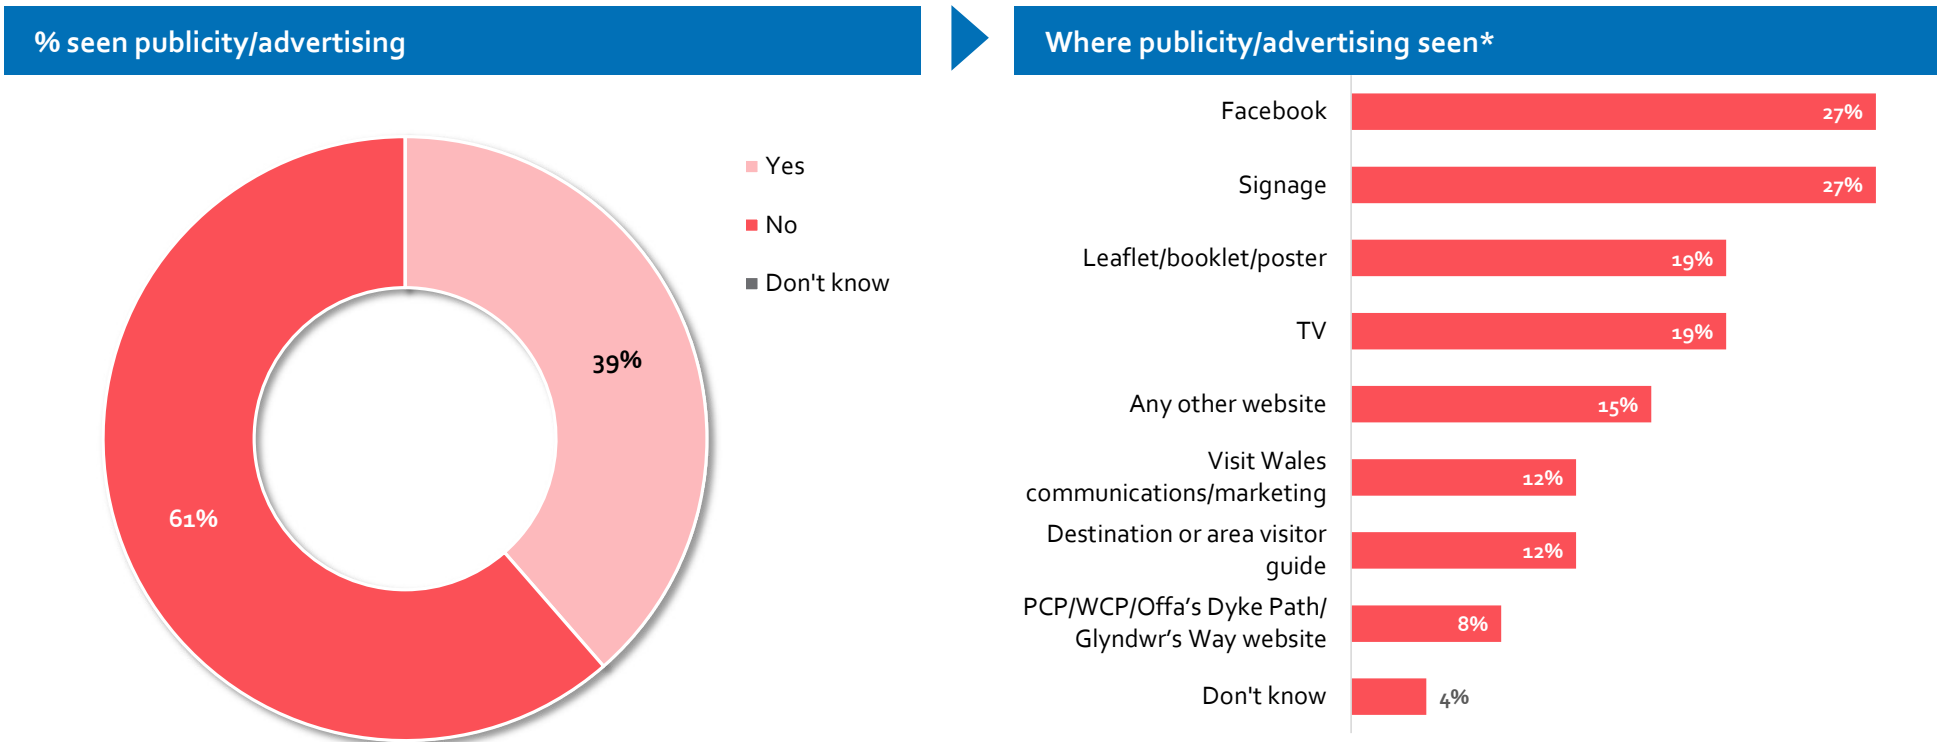 % seen publicity/advertising
Yes
No
Don't know
39%
61%
Where publicity/advertising seen*
Facebook
27%
Signage
27%
Leaflet/booklet/poster
19%
TV
19%
Any other website
15%
Visit Wales
communications/marketing
12%
Destination or area visitor
guide
12%
PCP/WCP/Offa’s Dyke Path/
Glyndwr’s Way website
8%
Don't know
4%